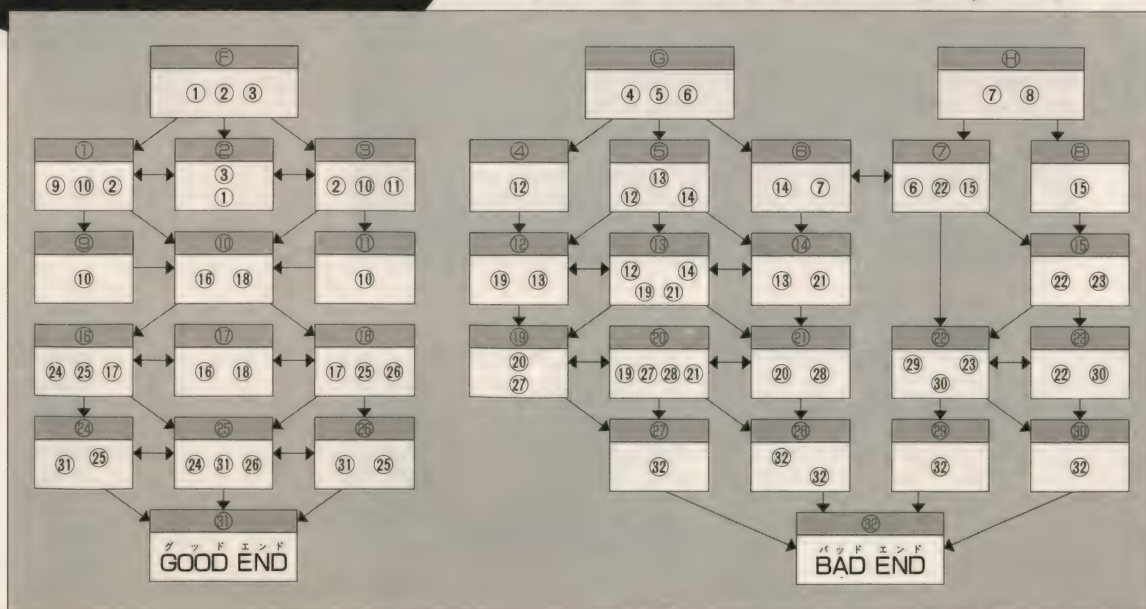 Ⓕ Ⓖ Ⓗ
① ② ③ ④ ⑤ ⑥ ⑦ ⑧
① ② ③ ④ ⑤ ⑥ ⑦ ⑧
⑨ ⑩ ② ③ ② ⑩ ⑪ ⑫ ⑬ ⑭ ⑦ ⑥ ㉒ ⑮ ⑮
① ⑫ ⑭
⑨ ⑩ ⑪ ⑫ ⑬ ⑭ ⑮
⑩ ⑯ ⑱ ⑩ ⑲ ⑬ ⑫ ⑭ ⑬ ㉑ ㉒ ㉓
⑲ ㉑
⑯ ⑰ ⑱ ⑲ ⑳ ㉑ ㉒ ㉓
㉔ ㉕ ⑰ ⑯ ⑱ ⑰ ㉕ ㉖ ⑳ ⑲ ㉗ ㉘ ㉑ ⑳ ㉘ ㉙ ㉓ ㉒ ㉚
㉗ ㉚
㉔ ㉕ ㉖ ㉗ ㉘ ㉙ ㉚
㉛ ㉕ ㉔ ㉛ ㉖ ㉛ ㉕ ㉜ ㉜ ㉜ ㉜
㉜
㉛ ㉜
グッド エンド バッド エンド
GOOD END BAD END